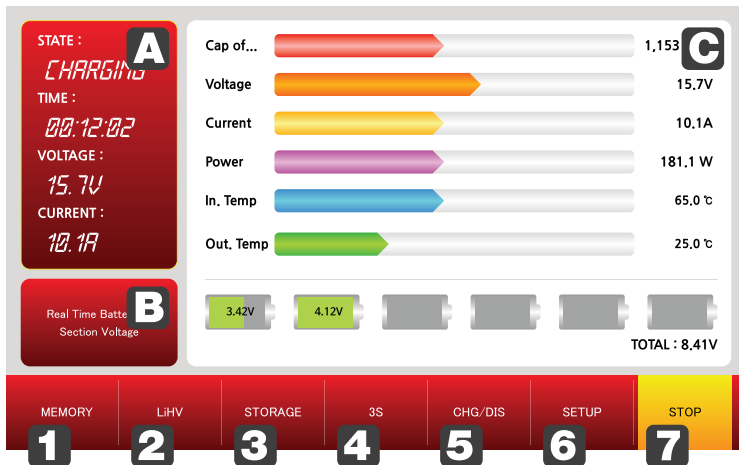 STATE :
CHARGING
TIME :
00:12:02
VOLTAGE :
15.7V
CURRENT :
10.1A
A
Real Time Batte
Section Voltage
B
Cap of... 1,153
Voltage 15.7V
Current 10.1A
Power 181.1 W
In. Temp 65.0 ℃
Out. Temp 25.0 ℃
C
3.42V 4.12V
TOTAL : 8.41V
MEMORY LiHV STORAGE 3S CHG/DIS SETUP STOP
1 2 3 4 5 6 7